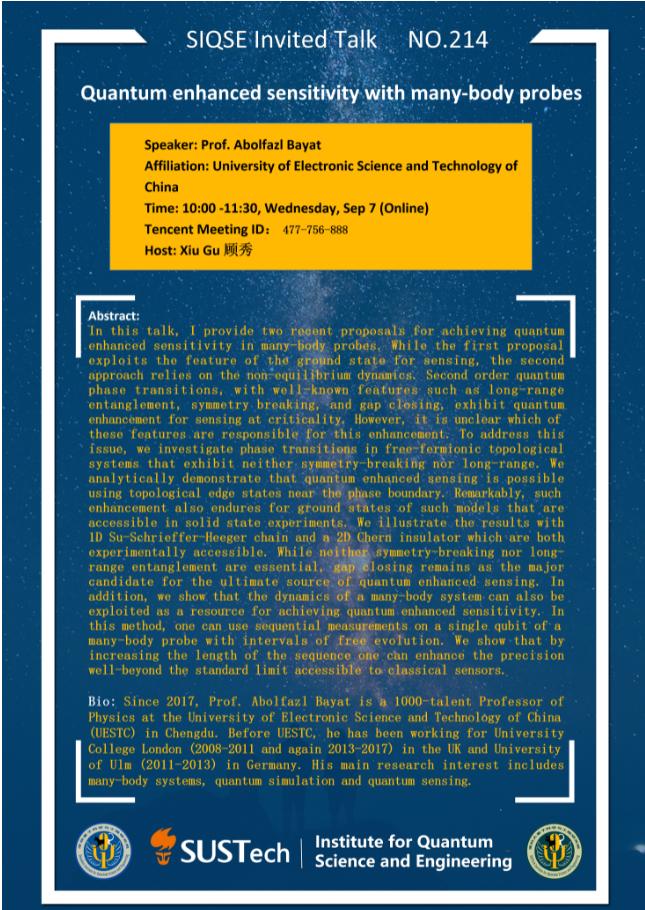 SIQSE Invited Talk NO.214
Quantum enhanced sensitivity with many-body probes
Speaker: Prof. Abolfazl Bayat
Affiliation: University of Electronic Science and Technology of
China
Time: 10:00 -11:30, Wednesday, Sep 7 (Online)
Tencent Meeting ID： 477-756-888
Host: Xiu Gu 顾秀
Abstract:
In this talk, I provide two recent proposals for achieving quantum
enhanced sensitivity in many-body probes. While the first proposal
exploits the feature of the ground state for sensing, the second
approach relies on the non-equilibrium dynamics. Second order quantum
phase transitions, with well-known features such as long-range
entanglement, symmetry breaking, and gap closing, exhibit quantum
enhancement for sensing at criticality. However, it is unclear which of
these features are responsible for this enhancement. To address this
issue, we investigate phase transitions in free-fermionic topological
systems that exhibit neither symmetry-breaking nor long-range. We
analytically demonstrate that quantum enhanced sensing is possible
using topological edge states near the phase boundary. Remarkably, such
enhancement also endures for ground states of such models that are
accessible in solid state experiments. We illustrate the results with
1D Su-Schrieffer-Heeger chain and a 2D Chern insulator which are both
experimentally accessible. While neither symmetry-breaking nor long-
range entanglement are essential, gap closing remains as the major
candidate for the ultimate source of quantum enhanced sensing. In
addition, we show that the dynamics of a many-body system can also be
exploited as a resource for achieving quantum enhanced sensitivity. In
this method, one can use sequential measurements on a single qubit of a
many-body probe with intervals of free evolution. We show that by
increasing the length of the sequence one can enhance the precision
well-beyond the standard limit accessible to classical sensors.
Bio: Since 2017, Prof. Abolfazl Bayat is a 1000-talent Professor of
Physics at the University of Electronic Science and Technology of China
(UESTC) in Chengdu. Before UESTC, he has been working for University
College London (2008-2011 and again 2013-2017) in the UK and University
of Ulm (2011-2013) in Germany. His main research interest includes
many-body systems, quantum simulation and quantum sensing.
SUSTech
Institute for Quantum
Science and Engineering